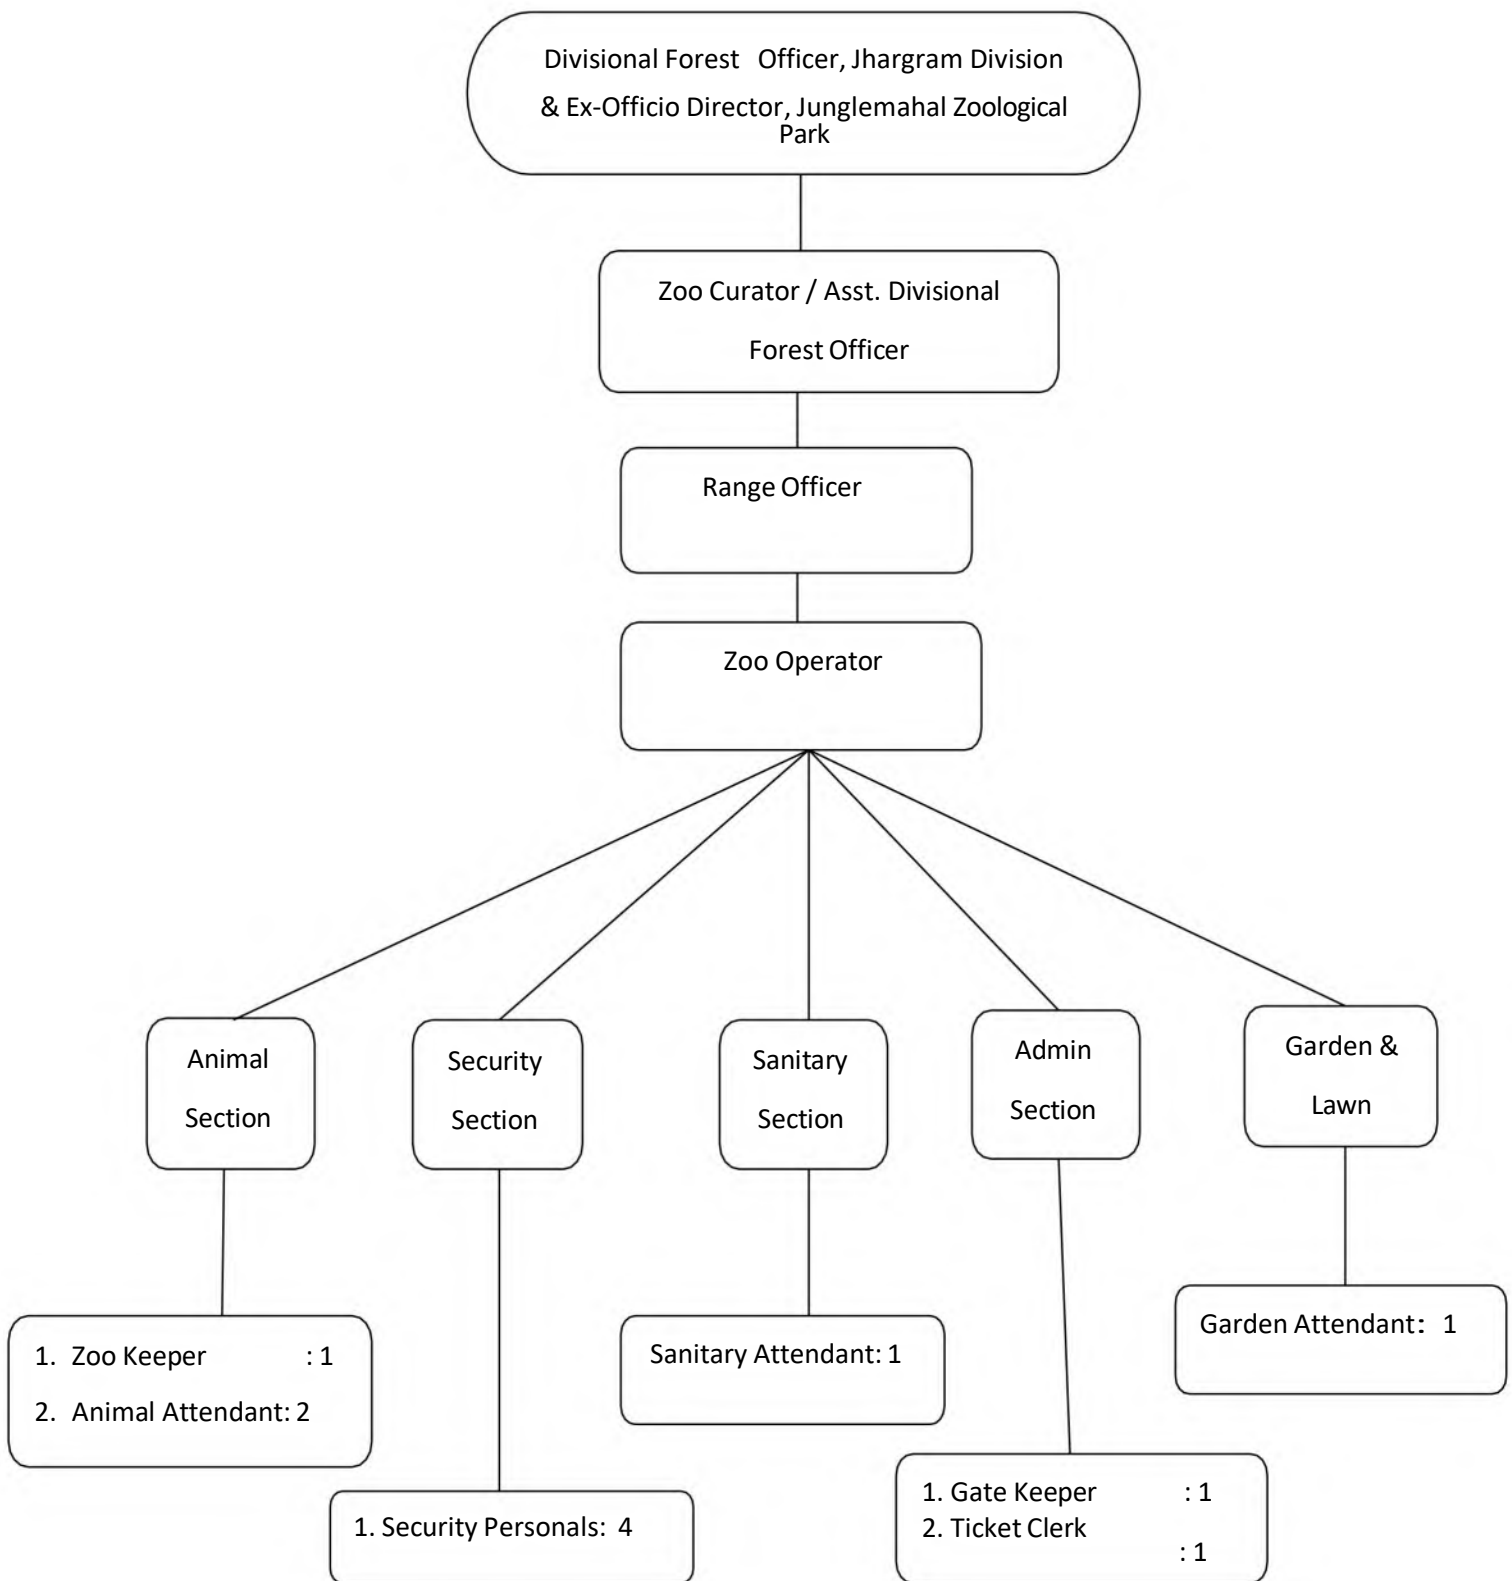 Divisional Forest Officer, Jhargram Division
& Ex-Officio Director, Junglemahal Zoological
Park
Zoo Curator / Asst. Divisional
Forest Officer
Range Officer
Zoo Operator
Animal
Section
Security
Section
Sanitary
Section
Admin
Section
Garden &
Lawn
1. Zoo Keeper : 1
2. Animal Attendant: 2
1. Security Personals: 4
Sanitary Attendant: 1
1. Gate Keeper : 1
2. Ticket Clerk
: 1
Garden Attendant: 1